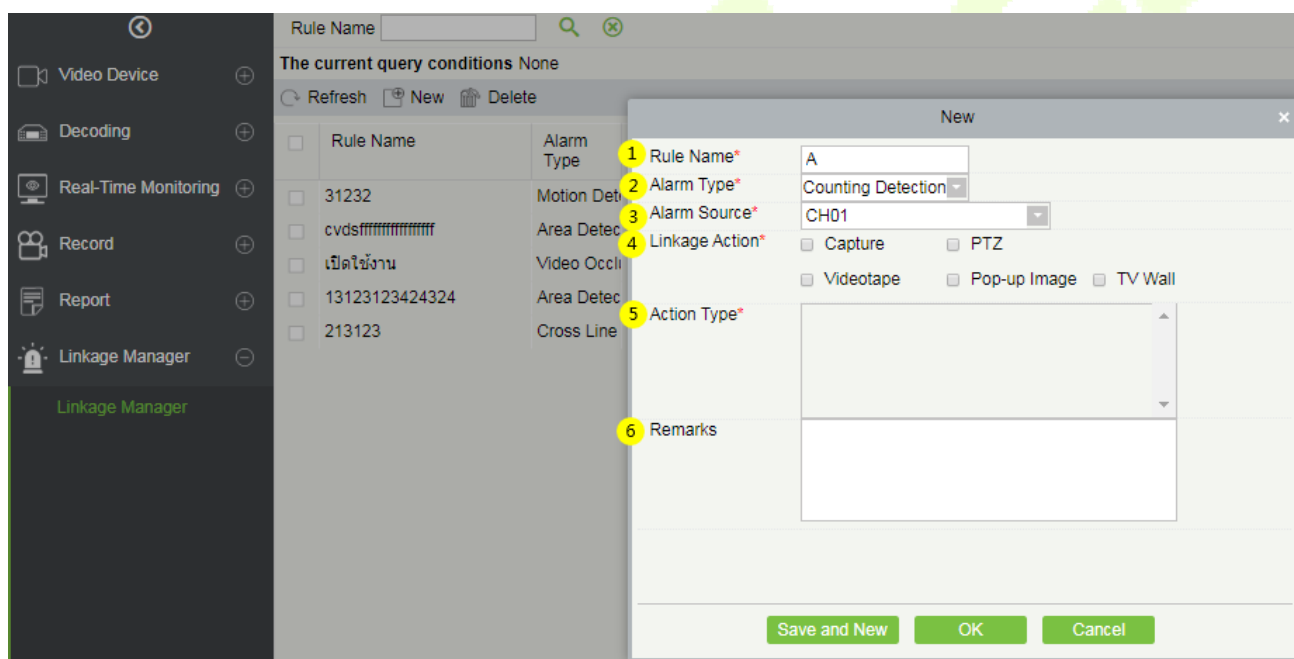 Rule Name
The current query conditions None
Refresh New Delete
Video Device
Decoding
Real-Time Monitoring
Record
Report
Linkage Manager
Linkage Manager
Rule Name Alarm Type
31232 Motion Det
cvdsfffffffffffffffff Area Detec
เปิดใช้งาน Video Occl
13123123424324 Area Detec
213123 Cross Line
New
1 Rule Name* A
2 Alarm Type* Counting Detection
3 Alarm Source* CH01
4 Linkage Action* Capture PTZ
Videotape Pop-up Image TV Wall
5 Action Type*
6 Remarks
Save and New OK Cancel